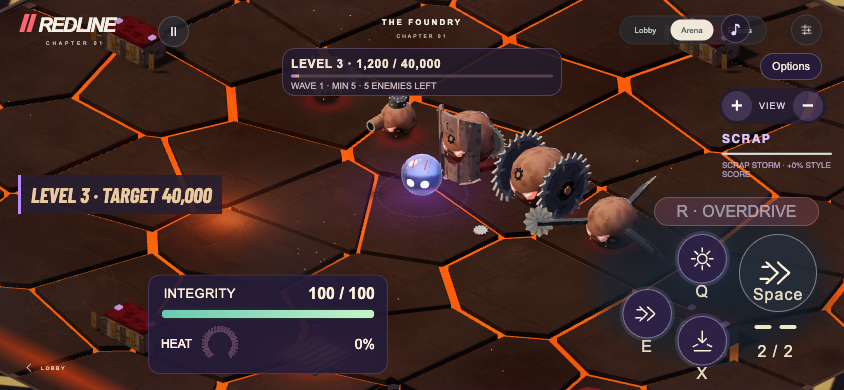 REDLINE
CHAPTER 01
THE FOUNDRY
CHAPTER 01
Lobby
Arena
Options
LEVEL 3 · 1,200 / 40,000
WAVE 1 · MIN 5 · 5 ENEMIES LEFT
+ VIEW −
SCRAP
SCRAP STORM · +0% STYLE
SCORE
LEVEL 3 · TARGET 40,000
R · OVERDRIVE
Q
Space
E
X
2 / 2
INTEGRITY 100 / 100
HEAT 0%
LOBBY